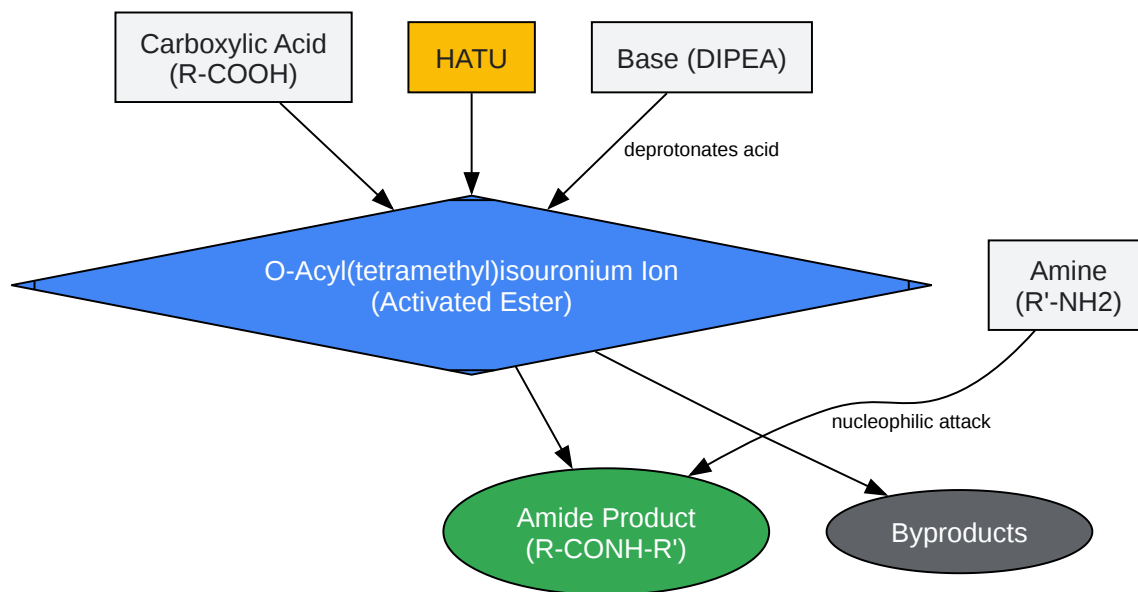 Carboxylic Acid
(R-COOH)
HATU
Base (DIPEA)
deprotonates acid
O-Acyl(tetramethyl)isouronium Ion
(Activated Ester)
Amine
(R'-NH2)
nucleophilic attack
Amide Product
(R-CONH-R')
Byproducts